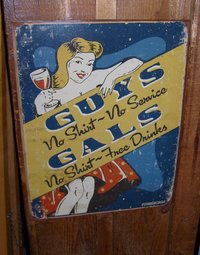 GUYS
No Shirt ~ No Service
GALS
No Shirt ~ Free Drinks